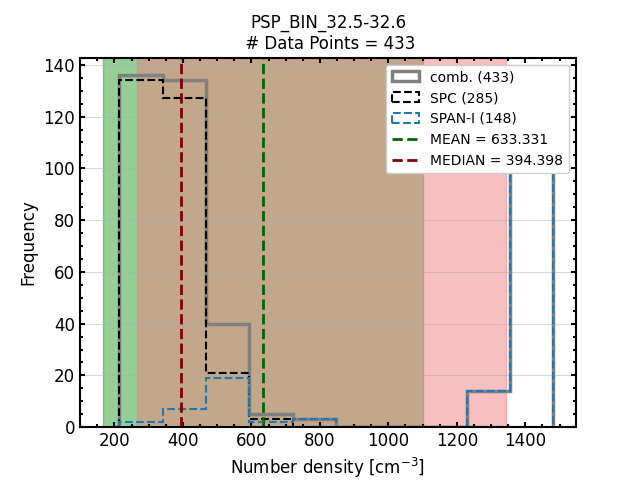 PSP_BIN_32.5-32.6
# Data Points = 433
comb. (433)
SPC (285)
SPAN-I (148)
MEAN = 633.331
MEDIAN = 394.398
Frequency
140
120
100
80
60
40
20
0
200
400
600
800
1000
1200
1400
Number density [cm⁻³]